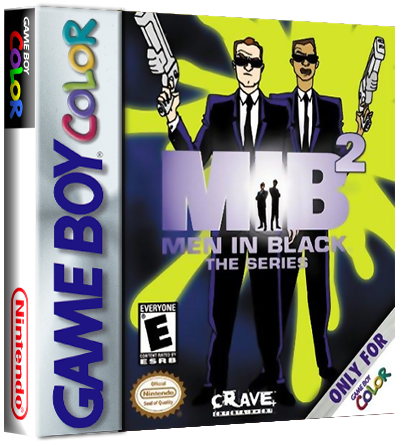 GAME BOY
COLOR
Nintendo
GAME BOY COLOR
MIB 2
MEN IN BLACK
THE SERIES
EVERYONE
E
CONTENT RATED BY
ESRB
Official
Nintendo
Seal of Quality
CRAVE
ENTERTAINMENT
ONLY FOR
GAME BOY
COLOR